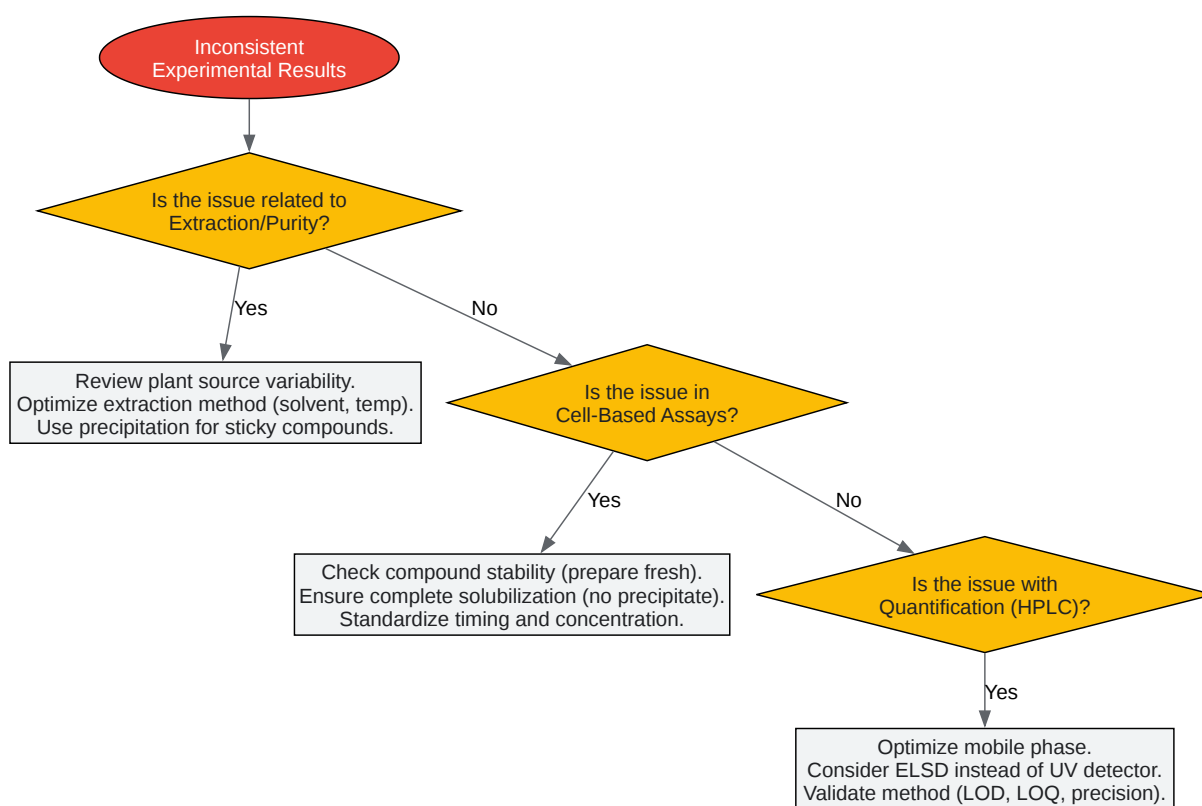 Inconsistent
Experimental Results
Is the issue related to
Extraction/Purity?
Yes
No
Review plant source variability.
Optimize extraction method (solvent, temp).
Use precipitation for sticky compounds.
Is the issue in
Cell-Based Assays?
Yes
No
Check compound stability (prepare fresh).
Ensure complete solubilization (no precipitate).
Standardize timing and concentration.
Is the issue with
Quantification (HPLC)?
Yes
Optimize mobile phase.
Consider ELSD instead of UV detector.
Validate method (LOD, LOQ, precision).